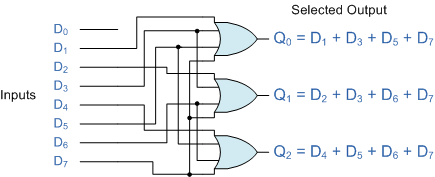 Selected Output
Inputs
D₀
D₁
D₂
D₃
D₄
D₅
D₆
D₇
Q₀ = D₁ + D₃ + D₅ + D₇
Q₁ = D₂ + D₃ + D₆ + D₇
Q₂ = D₄ + D₅ + D₆ + D₇